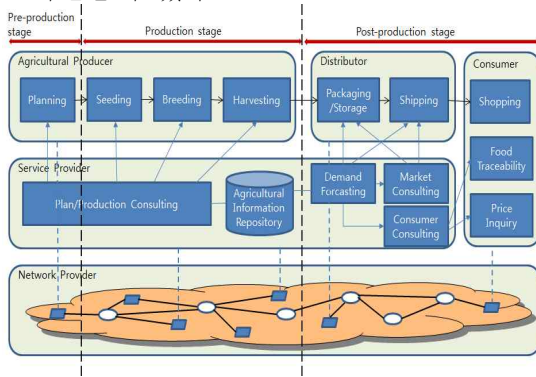 Pre-production
stage
Production stage
Post-production stage
Agricultural Producer
Distributor
Consumer
Planning
Seeding
Breeding
Harvesting
Packaging
/Storage
Shipping
Shopping
Service Provider
Plan/Production Consulting
Agricultural
Information
Repository
Demand
Forcasting
Market
Consulting
Consumer
Consulting
Food
Traceability
Price
Inquiry
Network Provider